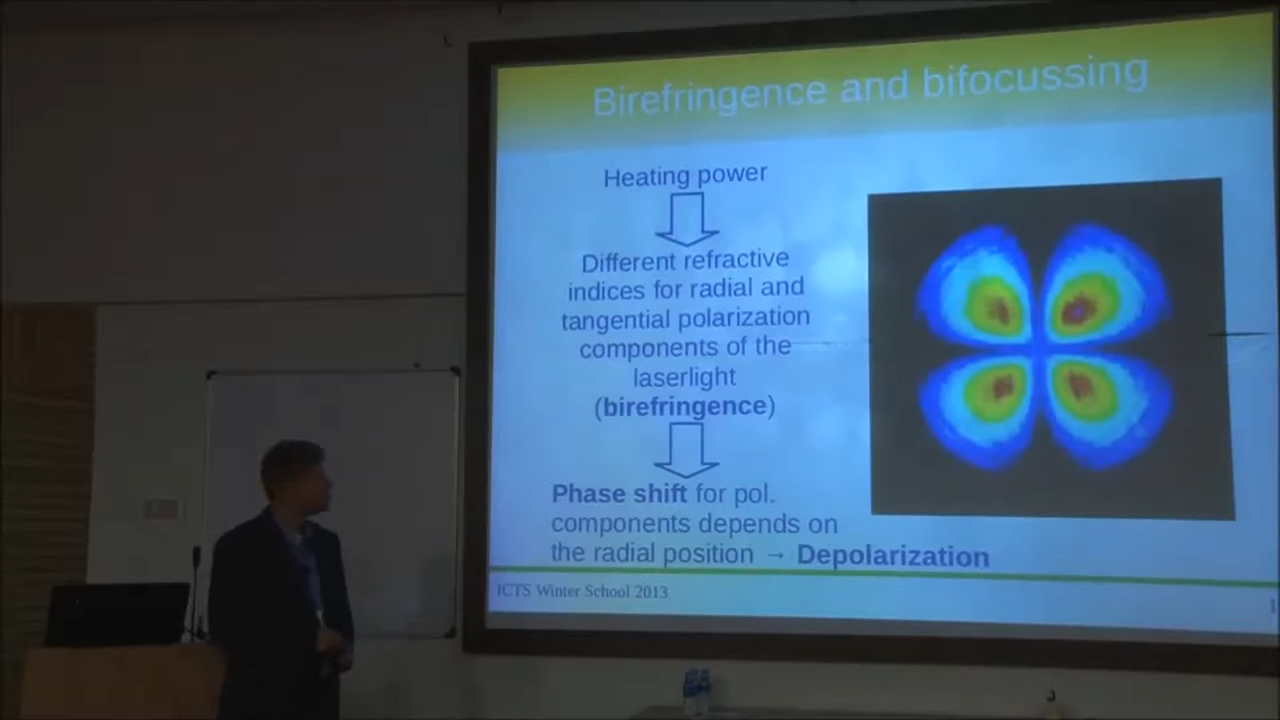 Birefringence and bifocussing
Heating power
Different refractive
indices for radial and
tangential polarization
components of the
laserlight
(birefringence)
Phase shift for pol.
components depends on
the radial position → Depolarization
ICTS Winter School 2013